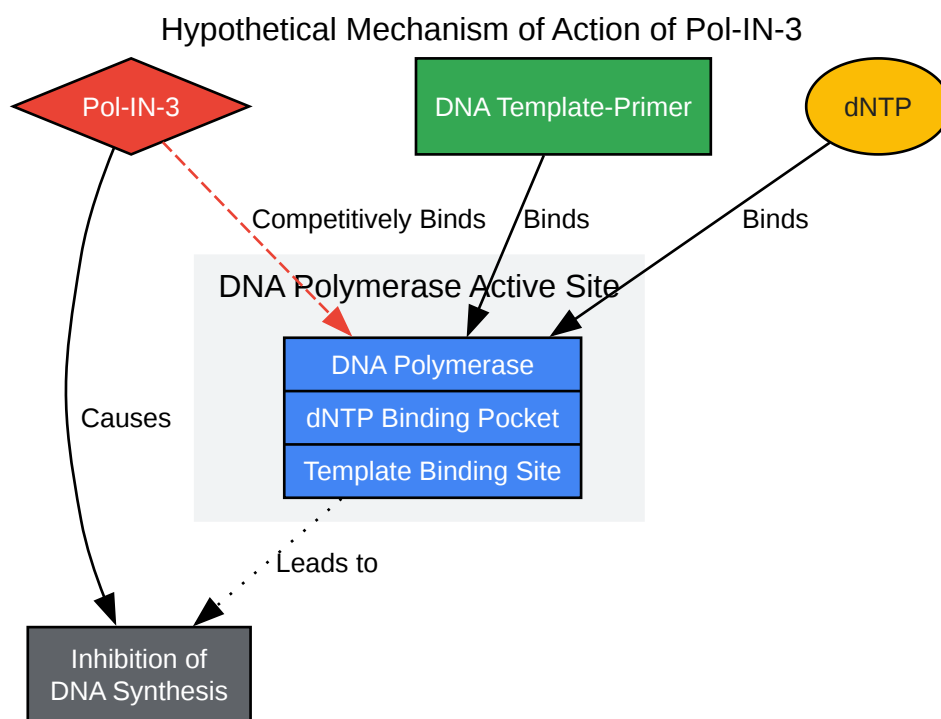 Hypothetical Mechanism of Action of Pol-IN-3
Pol-IN-3
DNA Template-Primer
dNTP
Competitively Binds
Binds
Binds
DNA Polymerase Active Site
DNA Polymerase
dNTP Binding Pocket
Template Binding Site
Causes
Leads to
Inhibition of
DNA Synthesis